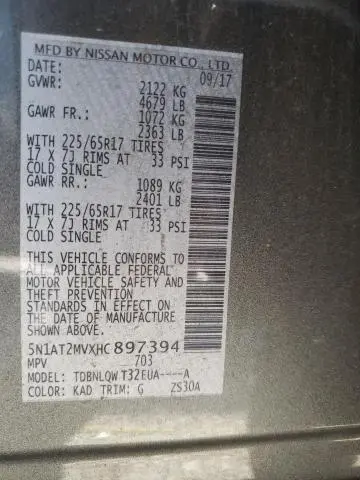 MFD BY NISSAN MOTOR CO., LTD.
DATE: 09/17
GVWR: 2122 KG
4679 LB
GAWR FR.: 1072 KG
2363 LB
WITH 225/65R17 TIRES
17 X 7J RIMS AT 33 PSI
COLD SINGLE
GAWR RR.: 1089 KG
2401 LB
WITH 225/65R17 TIRES
17 X 7J RIMS AT 33 PSI
COLD SINGLE
THIS VEHICLE CONFORMS TO
ALL APPLICABLE FEDERAL
MOTOR VEHICLE SAFETY AND
THEFT PREVENTION
STANDARDS IN EFFECT ON
THE DATE OF MANUFACTURE
SHOWN ABOVE.
5N1AT2MVXHC897394
MPV 703
MODEL: TDBNLQW T32EUA----A
COLOR: KAD TRIM: G ZS30A